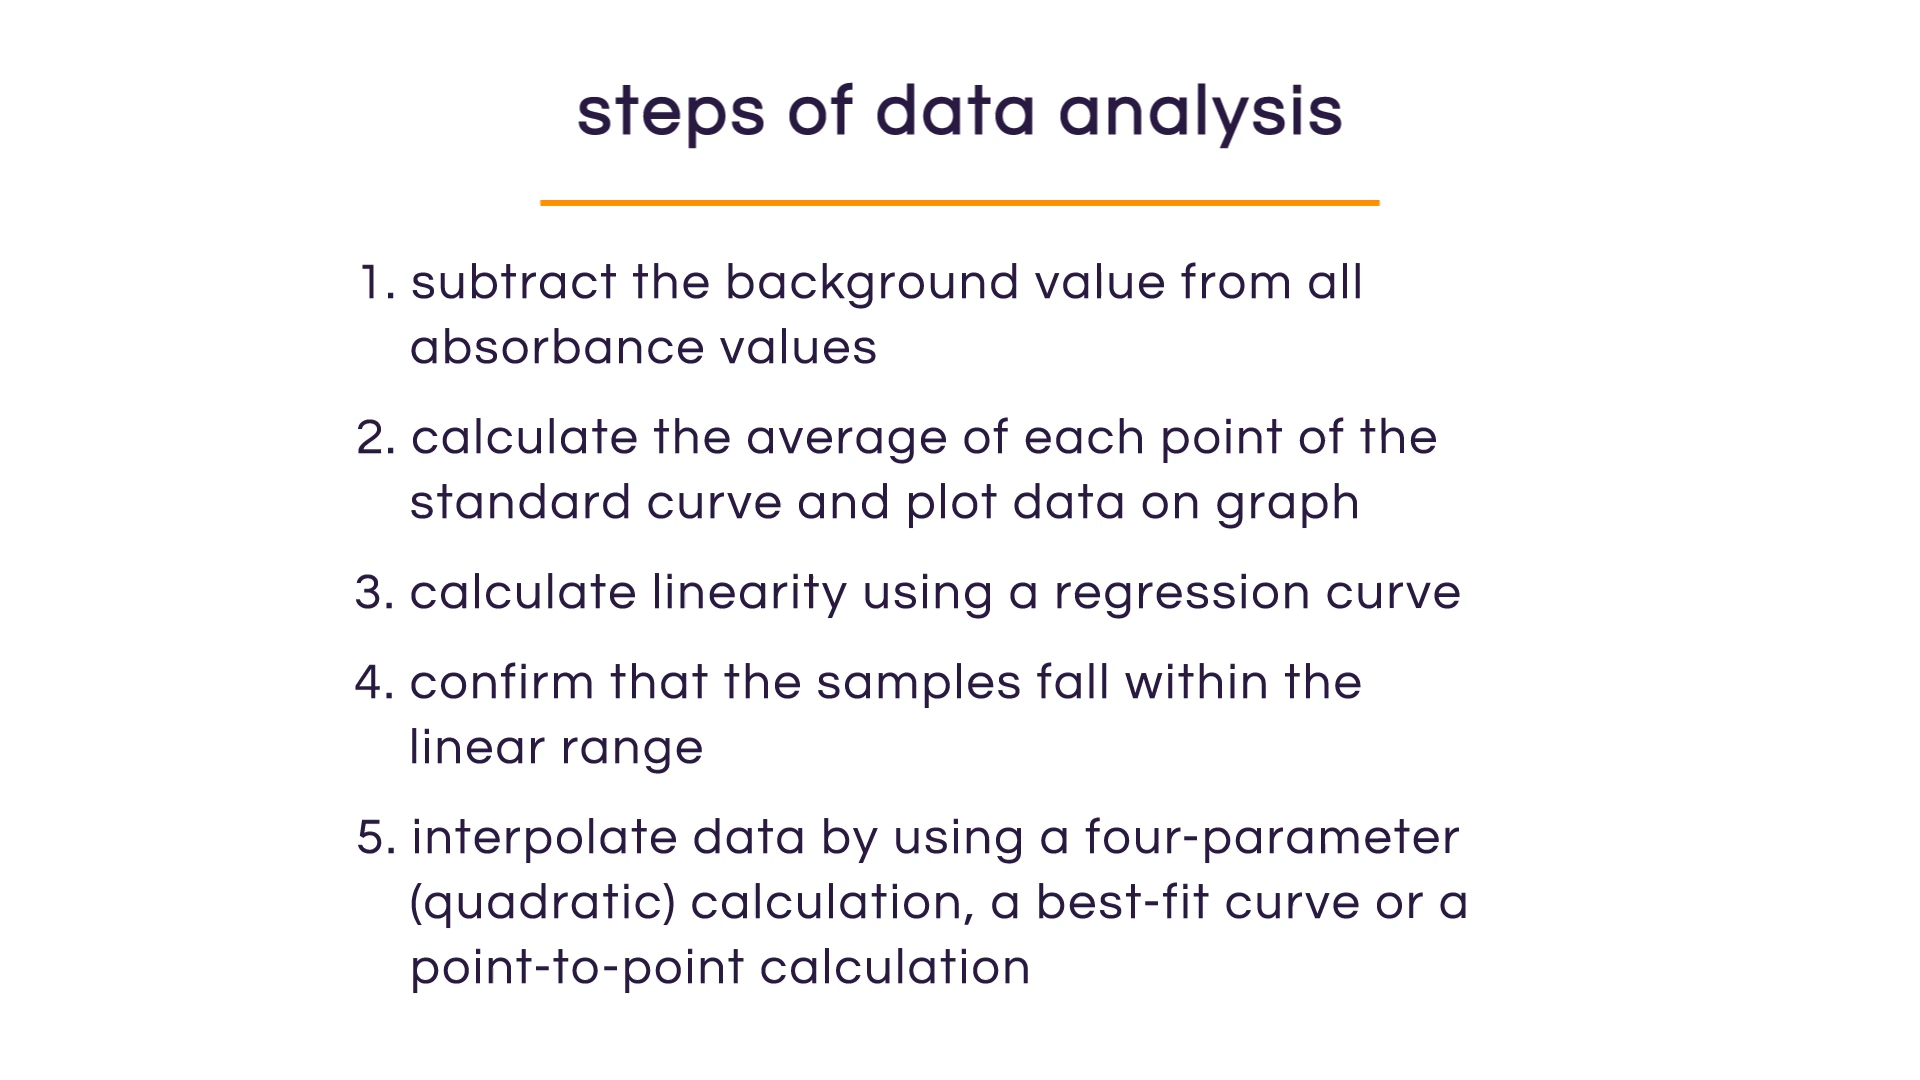 steps of data analysis
1. subtract the background value from all
absorbance values
2. calculate the average of each point of the
standard curve and plot data on graph
3. calculate linearity using a regression curve
4. confirm that the samples fall within the
linear range
5. interpolate data by using a four-parameter
(quadratic) calculation, a best-fit curve or a
point-to-point calculation